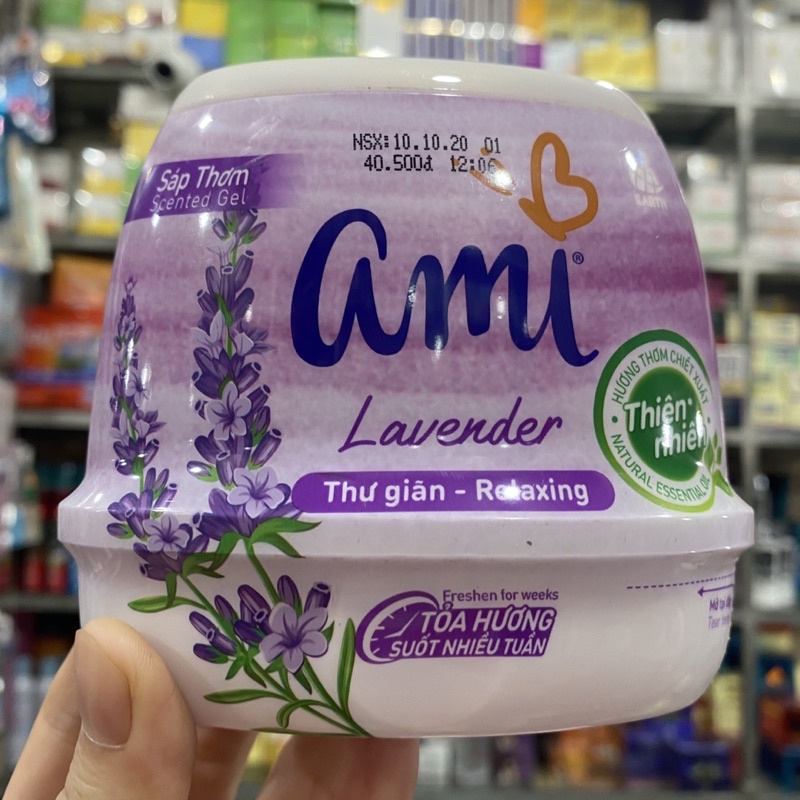 NSX:10.10.20 01
40.500đ 12:06
Sáp Thơm
Scented Gel
EARTH
ami®
HƯƠNG THƠM CHIẾT XUẤT
Thiên nhiên
NATURAL ESSENTIAL OIL
Lavender
Thư giãn - Relaxing
Freshen for weeks
TỎA HƯƠNG
SUỐT NHIỀU TUẦN